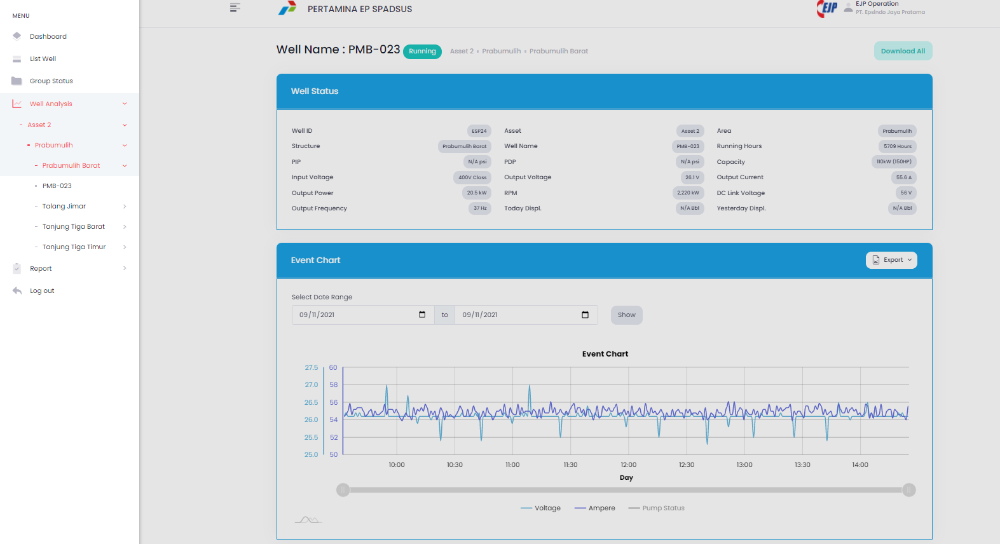 MENU
Dashboard
List Well
Group Status
Well Analysis
Asset 2
Prabumulih
Prabumulih Barat
PMB-023
Talang Jimar
Tanjung Tiga Barat
Tanjung Tiga Timur
Report
Log out
PERTAMINA EP SPADSUS
EJP
EJP Operation
PT. Epsindo Jaya Pratama
Well Name : PMB-023 Running Asset 2 Prabumulih Prabumulih Barat
Download All
Well Status
Well ID ESP24 Asset Asset 2 Area Prabumulih
Structure Prabumulih Barat Well Name PMB-023 Running Hours 5709 Hours
PIP N/A psi PDP N/A psi Capacity 110kW (150HP)
Input Voltage 400V Class Output Voltage 26.1 V Output Current 55.6 A
Output Power 20.5 kW RPM 2,220 kW DC Link Voltage 56 V
Output Frequency 37 Hz Today Displ. N/A Bbl Yesterday Displ. N/A Bbl
Event Chart Export
Select Date Range
09/11/2021 to 09/11/2021 Show
Event Chart
27.5 60
27.0 58
26.5 56
26.0 54
25.5 52
25.0 50
10:00 10:30 11:00 11:30 12:00 12:30 13:00 13:30 14:00
Day
Voltage Ampere Pump Status